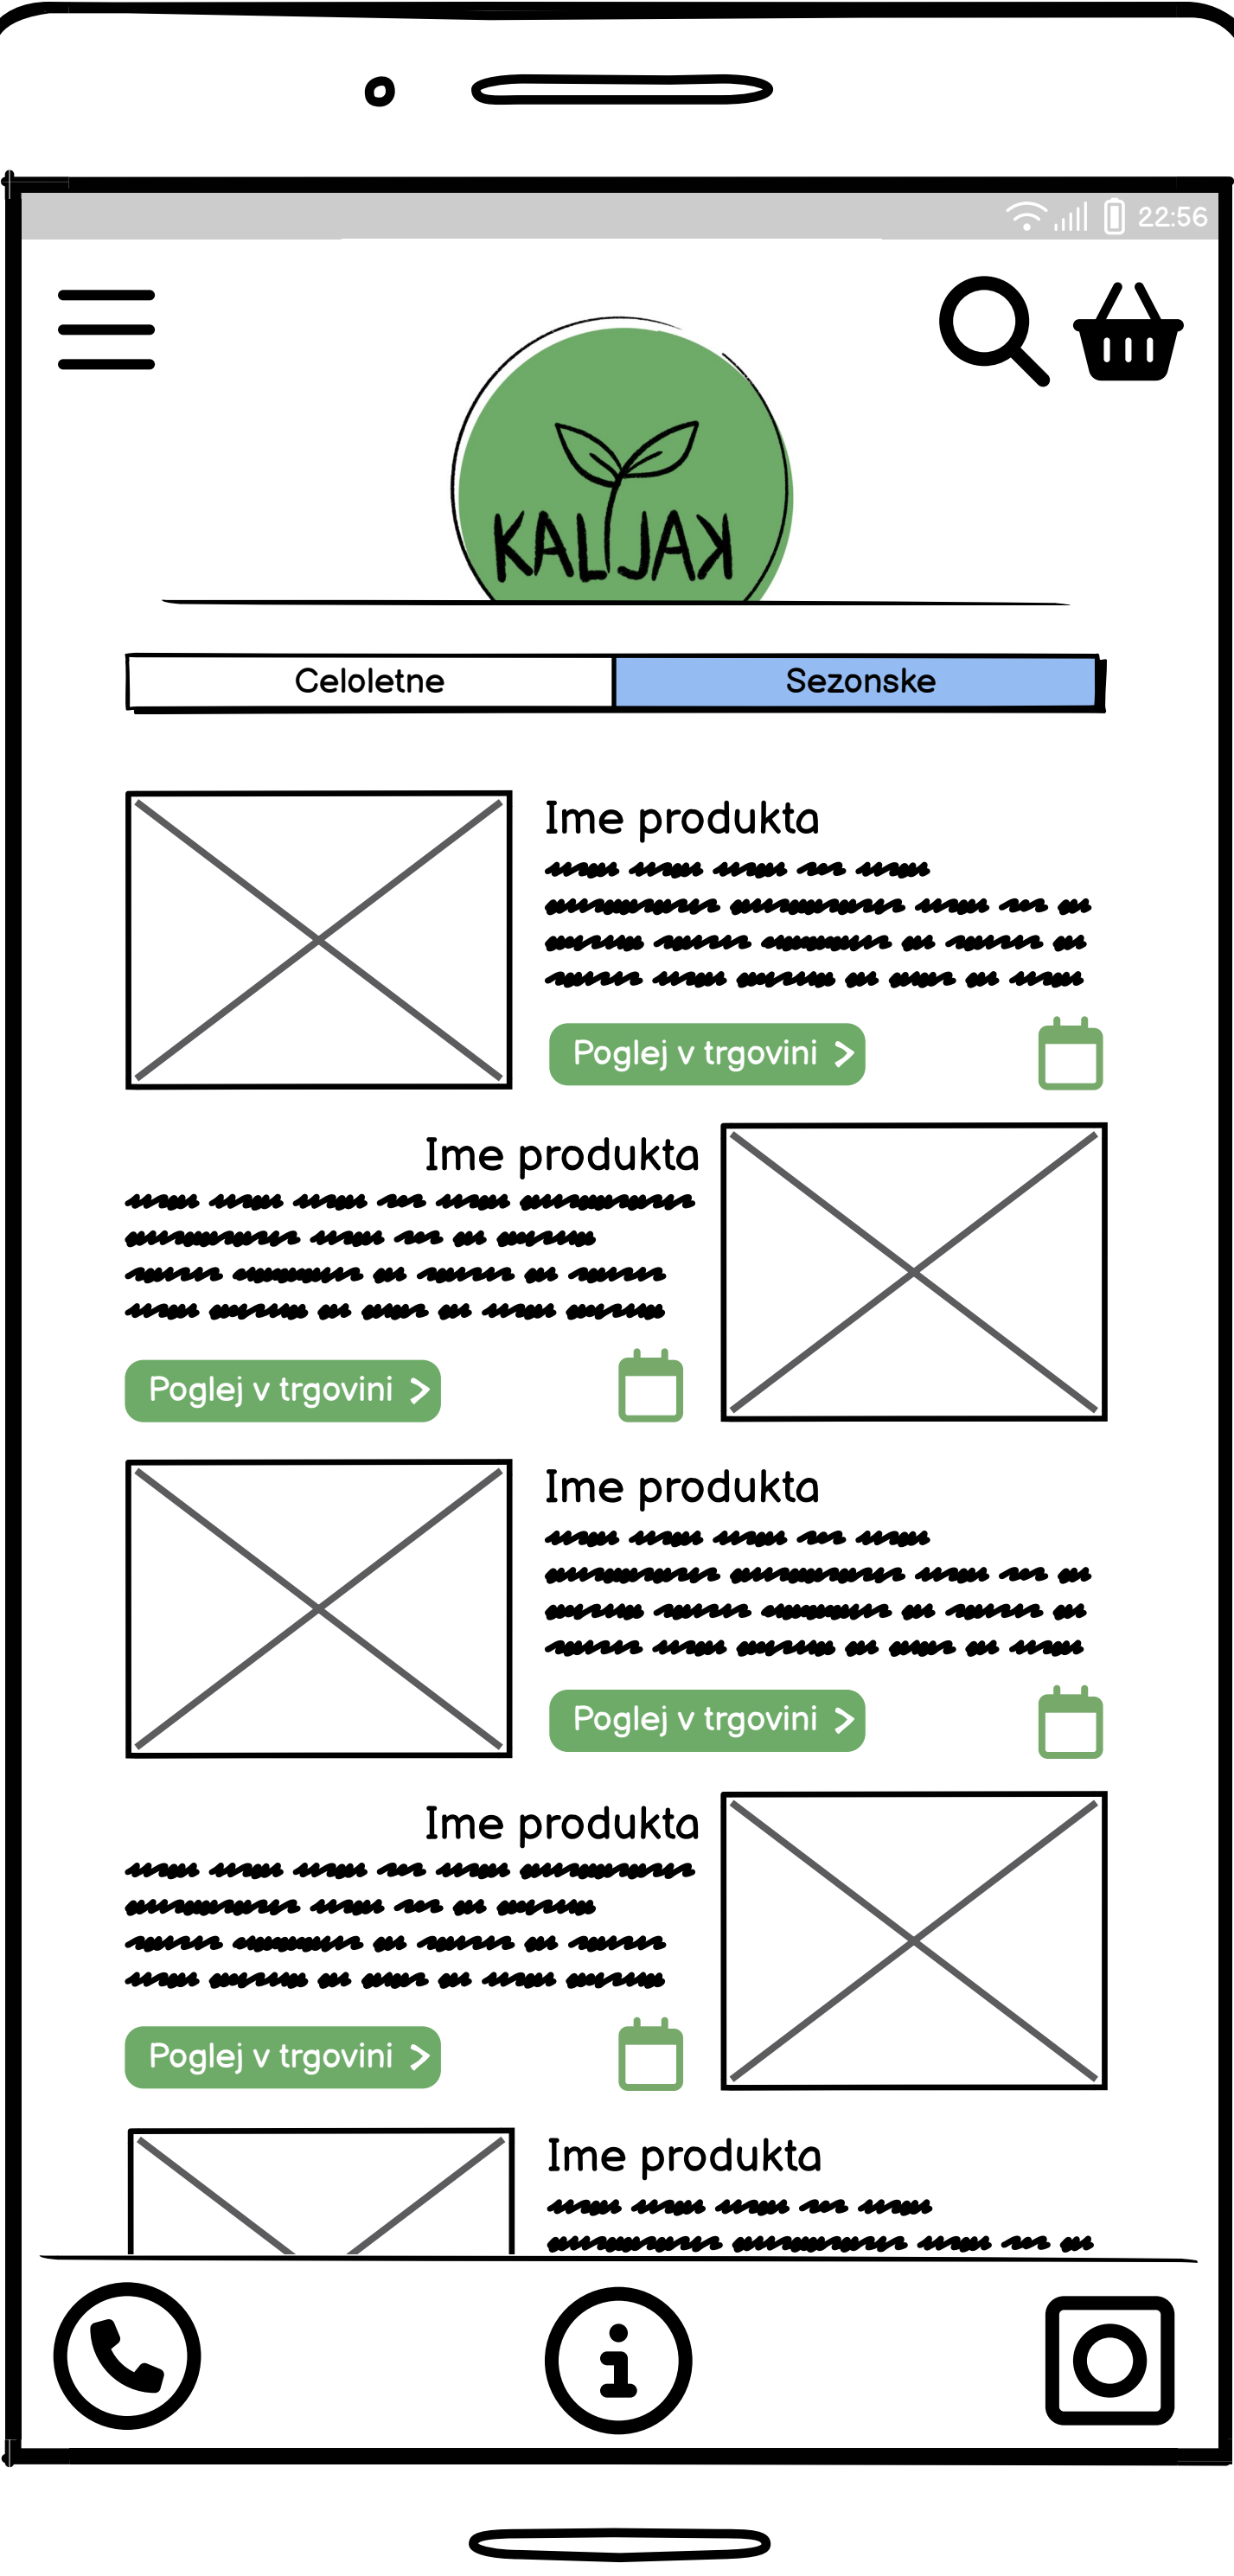 22:56
KALJAK
Celoletne
Sezonske
Ime produkta
Poglej v trgovini >
Ime produkta
Poglej v trgovini >
Ime produkta
Poglej v trgovini >
Ime produkta
Poglej v trgovini >
Ime produkta